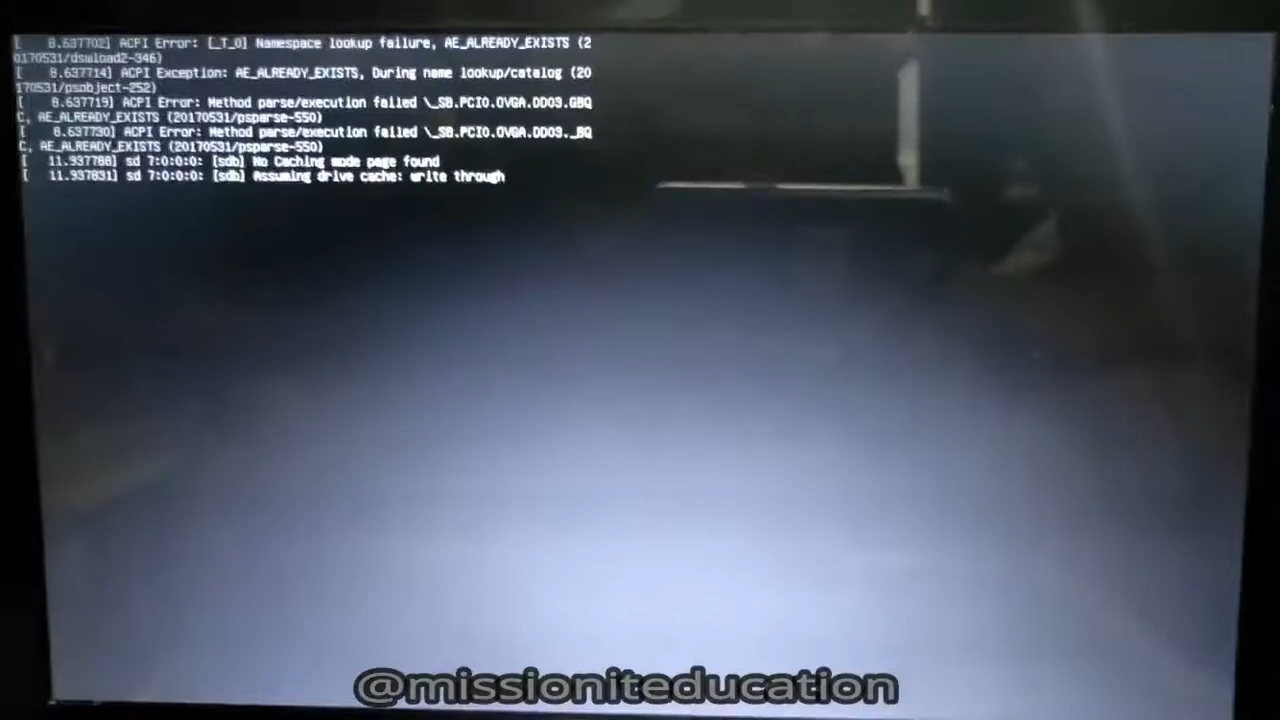 [    8.637702] ACPI Error: [_T_0] Namespace lookup failure, AE_ALREADY_EXISTS (2
0170531/dswload2-346)
[    8.637714] ACPI Exception: AE_ALREADY_EXISTS, During name lookup/catalog (20
170531/psobject-252)
[    8.637719] ACPI Error: Method parse/execution failed \_SB.PCI0.OVGA.DD03.GBQ
C, AE_ALREADY_EXISTS (20170531/psparse-550)
[    8.637730] ACPI Error: Method parse/execution failed \_SB.PCI0.OVGA.DD03._BQ
C, AE_ALREADY_EXISTS (20170531/psparse-550)
[   11.937788] sd 7:0:0:0: [sdb] No Caching mode page found
[   11.937831] sd 7:0:0:0: [sdb] Assuming drive cache: write through
@missioniteducation